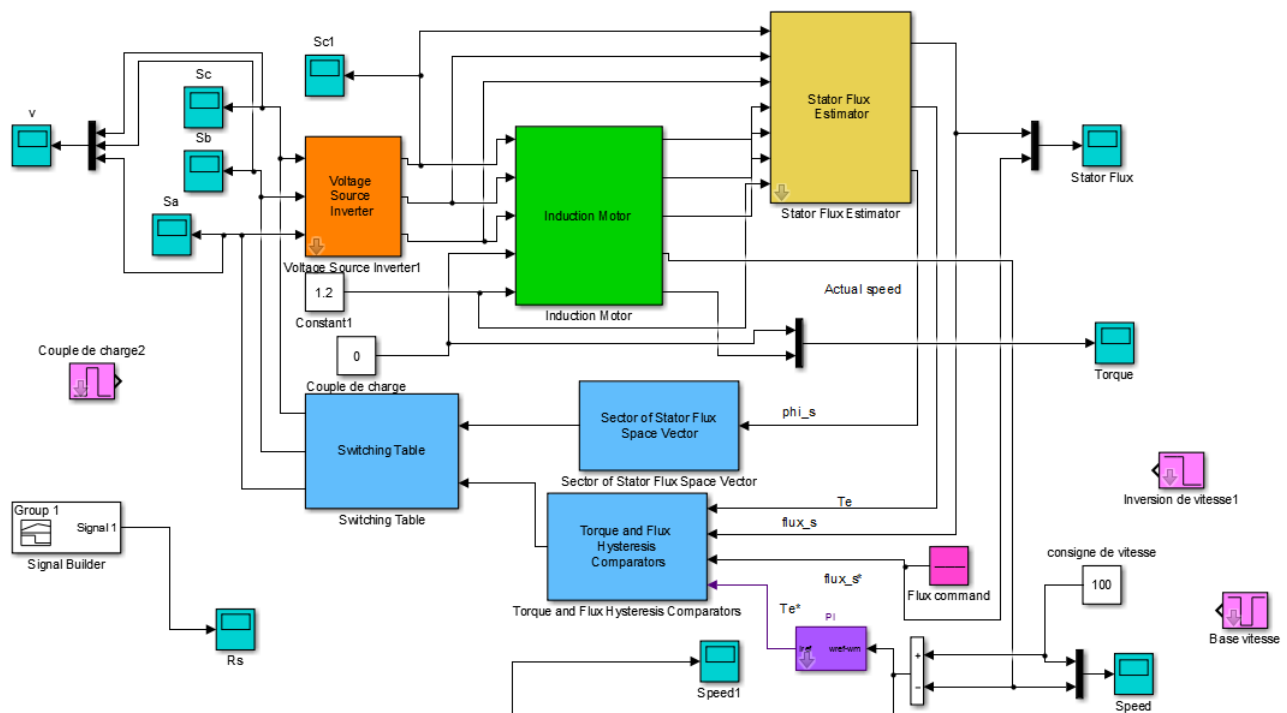 Sc1
Sc
v
Sb
Sa
Voltage
Source
Inverter
Voltage Source Inverter1
Induction Motor
Induction Motor
Stator Flux
Estimator
Stator Flux Estimator
Stator Flux
1.2
Constant1
Actual speed
0
Couple de charge
Couple de charge2
Torque
Switching Table
Switching Table
Sector of Stator Flux
Space Vector
Sector of Stator Flux Space Vector
phi_s
Inversion de vitesse1
Group 1
Signal 1
Signal Builder
Torque and Flux
Hysteresis
Comparators
Torque and Flux Hysteresis Comparators
Te
flux_s
flux_s*
Te*
Flux command
consigne de vitesse
100
Base vitesse
Rs
Speed1
PI
wref-wm
+
−
Speed